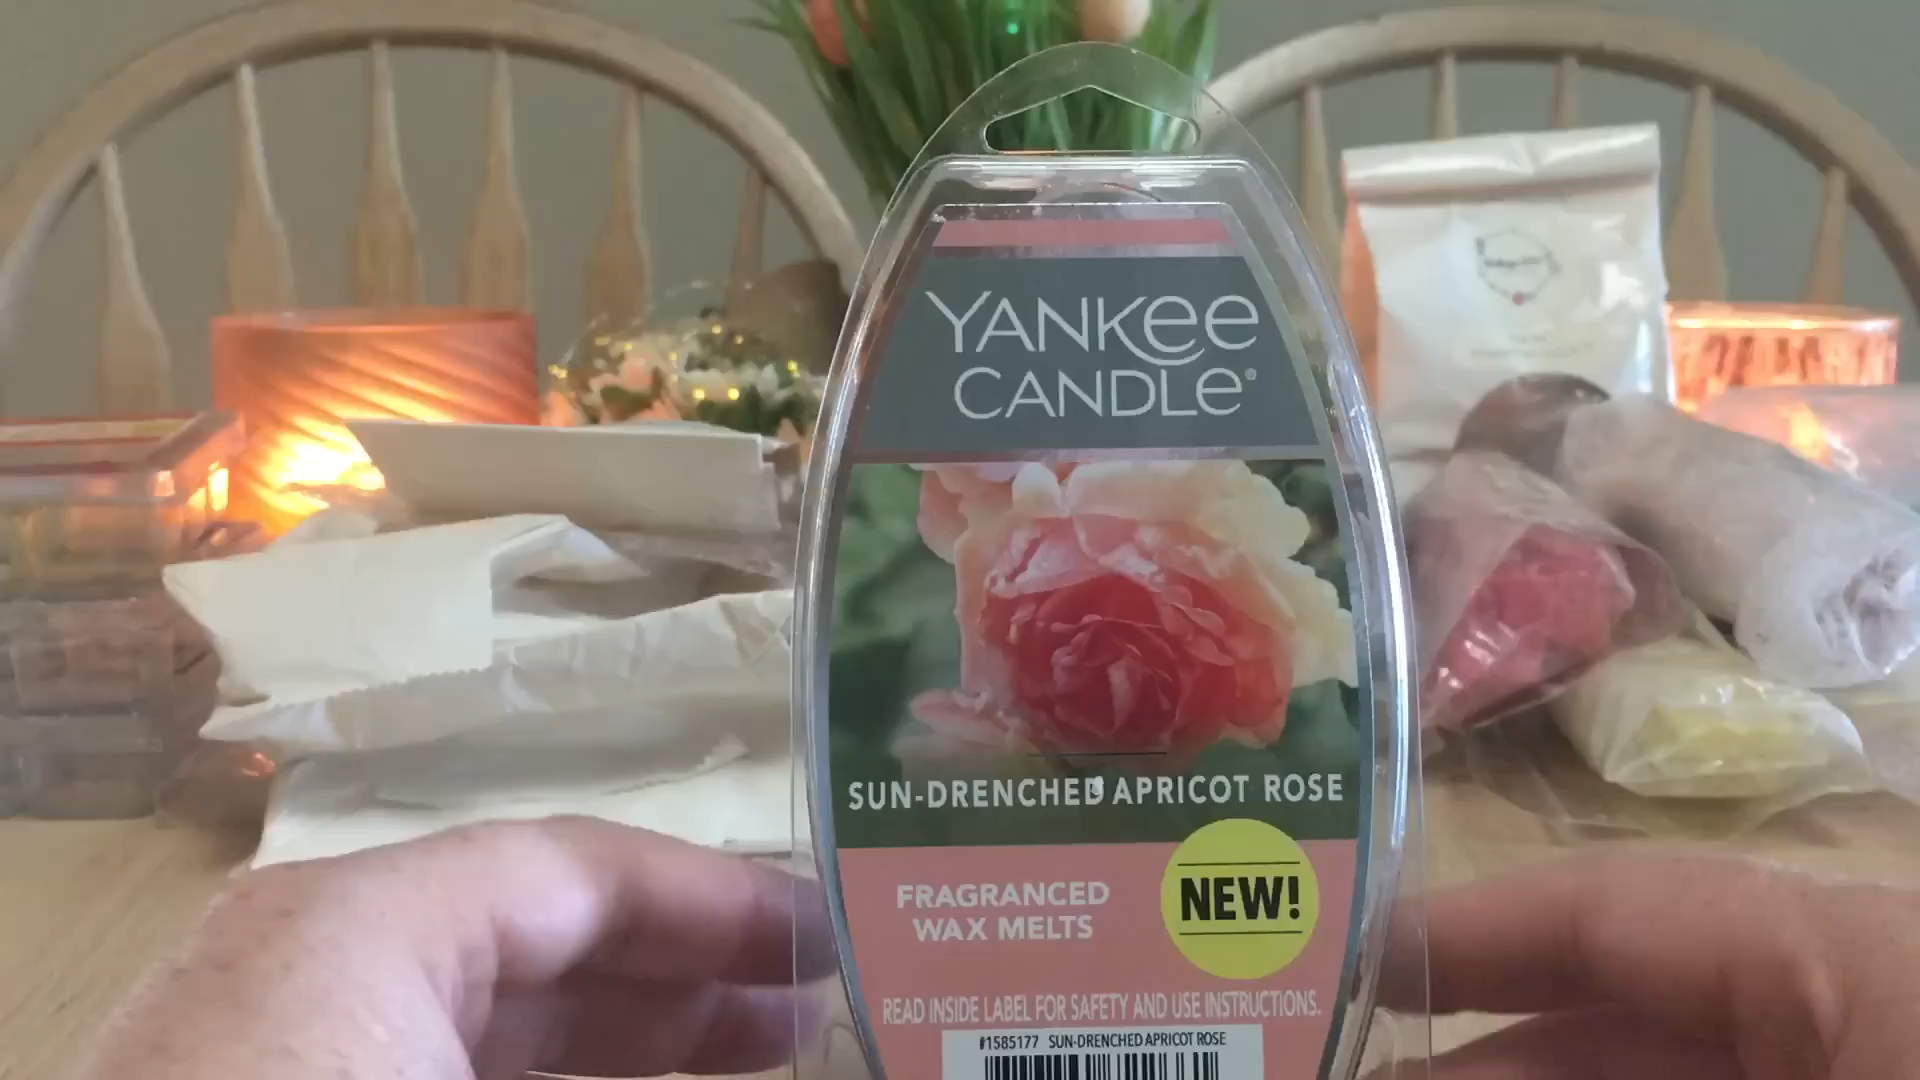 YANKEE
CANDLE®
SUN-DRENCHED APRICOT ROSE
FRAGRANCED
WAX MELTS
NEW!
READ INSIDE LABEL FOR SAFETY AND USE INSTRUCTIONS.
#1585177 SUN-DRENCHED APRICOT ROSE